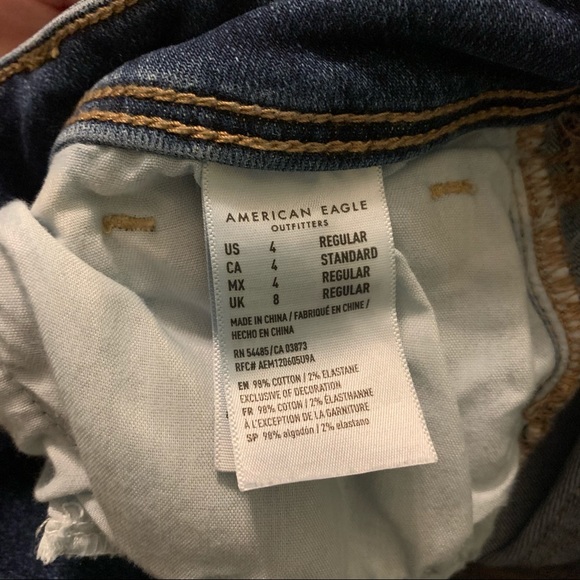 AMERICAN EAGLE
OUTFITTERS
US 4 REGULAR
CA 4 STANDARD
MX 4 REGULAR
UK 8 REGULAR
MADE IN CHINA / FABRIQUÉ EN CHINE /
HECHO EN CHINA
RN 54485/CA 03873
RFC# AEM120605U9A
EN 98% COTTON / 2% ELASTANE
EXCLUSIVE OF DECORATION
FR 98% COTON / 2% ÉLASTHANNE
À L'EXCEPTION DE LA GARNITURE
SP 98% algodón / 2% elastano